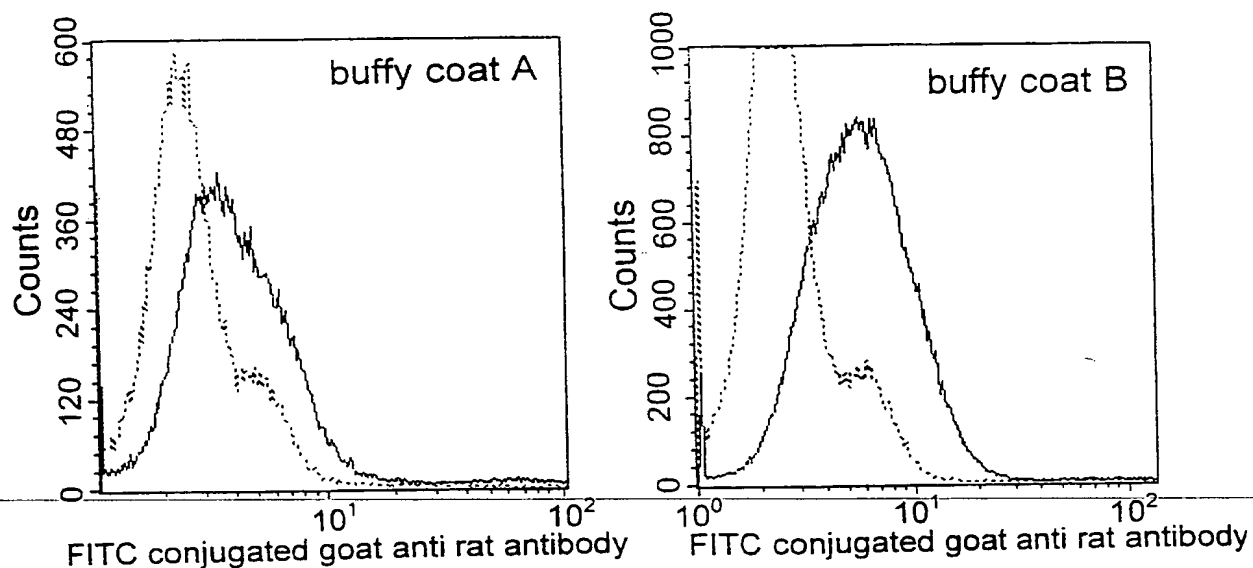 buffy coat A
600
480
360
240
120
0
Counts
10¹
10²
FITC conjugated goat anti rat antibody
buffy coat B
1000
800
600
400
200
0
Counts
10⁰
10¹
10²
FITC conjugated goat anti rat antibody